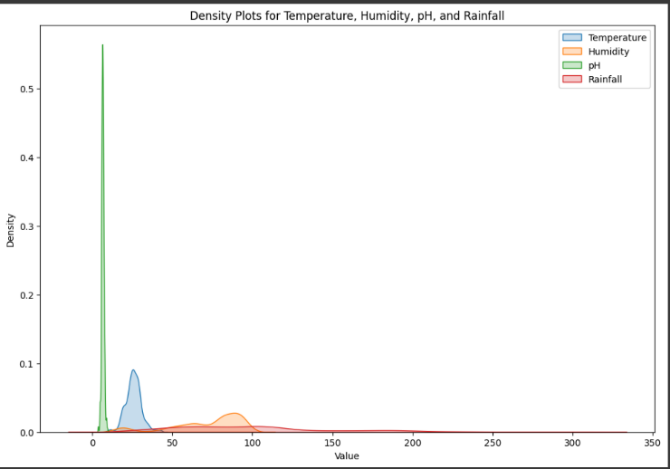 Density Plots for Temperature, Humidity, pH, and Rainfall
Temperature
Humidity
pH
Rainfall
Density
0.5
0.4
0.3
0.2
0.1
0.0
0 50 100 150 200 250 300 350
Value